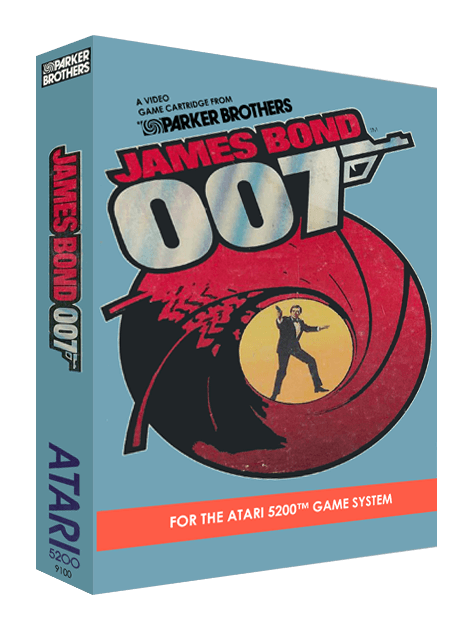 PARKER
BROTHERS
JAMES BOND 007
ATARI
5200
9100
A VIDEO
GAME CARTRIDGE FROM
PARKER BROTHERS
JAMES BOND
007
TM
FOR THE ATARI 5200™ GAME SYSTEM